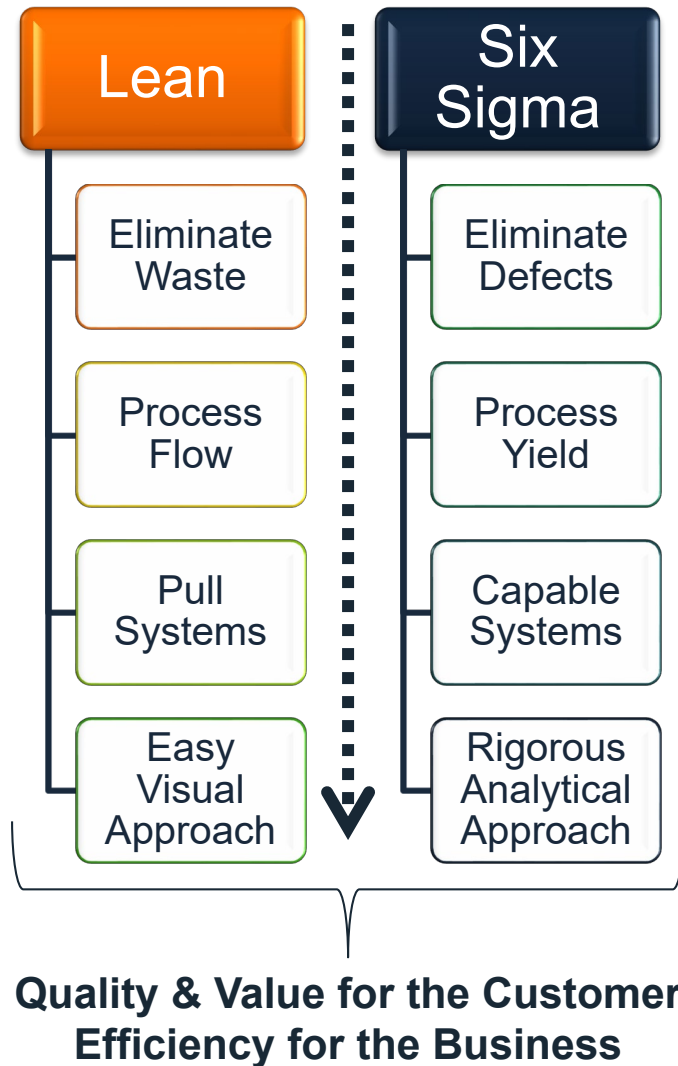 Lean
Eliminate
Waste
Process
Flow
Pull
Systems
Easy
Visual
Approach
Six
Sigma
Eliminate
Defects
Process
Yield
Capable
Systems
Rigorous
Analytical
Approach
Quality & Value for the Customer
Efficiency for the Business